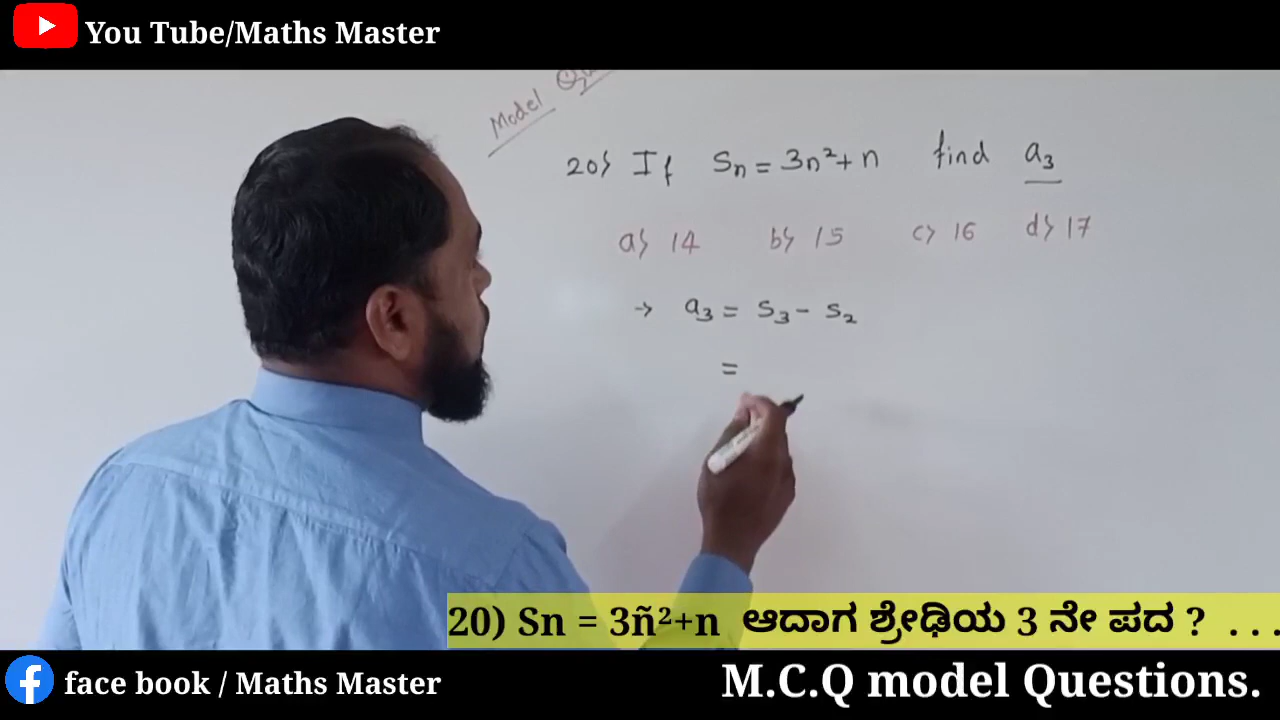 You Tube/Maths Master
Model
20} If Sn = 3n²+n find a₃
a} 14 b} 15 c> 16 d} 17
→ a₃ = S₃ - S₂
=
20) Sn = 3ñ²+n ಆದಾಗ ಶ್ರೇಢಿಯ 3 ನೇ ಪದ ? . . .
face book / Maths Master
M.C.Q model Questions.